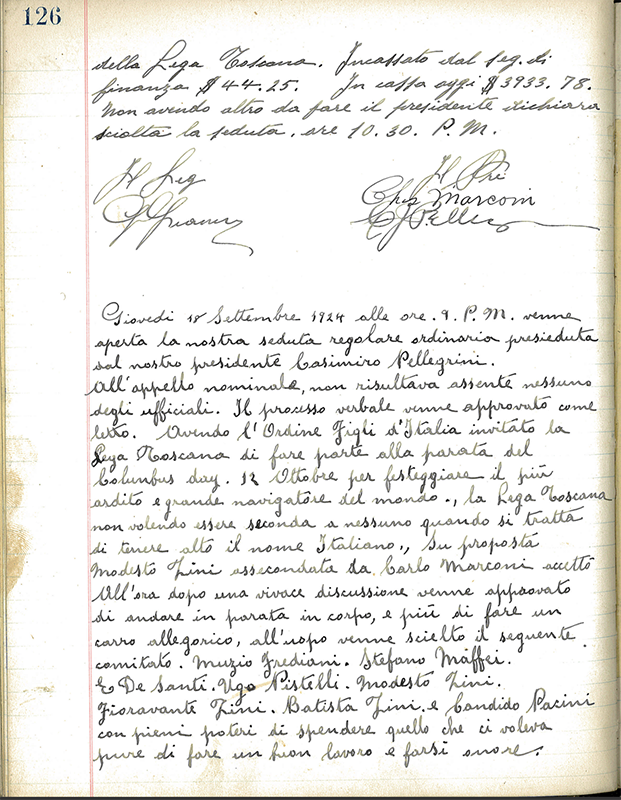 126
della Lega Toscana. Incassato dal seg. di
finanza $ 44.25. In cassa oggi $ 3933.78.
Non avendo altro da fare il presidente dichiara
sciolta la seduta. ore 10.30. P.M.
Il Seg Il Pre
Marconi
C Pelleg
Giovedi 18 Settembre 1924 alle ore. 9. P.M. venne
aperta la nostra seduta regolare ordinaria presieduta
dal nostro presidente Casimiro Pellegrini.
All'appello nominale, non risultava assente nessuno
degli ufficiali. Il processo verbale venne approvato come
letto. Avendo l'Ordine Figli d'Italia invitato la
Lega Toscana di fare parte alla parata del
Columbus day. 12 Ottobre per festeggiare il più
ardito e grande navigatore del mondo., la Lega Toscana
non volendo essere seconda a nessuno quando si tratta
di tenere alto il nome Italiano., Su proposta
Modesto Zini assecondata da Carlo Marconi accettò
All'ora dopo una vivace discussione venne approvato
di andare in parata in corpo, e più di fare un
carro allegorico, all'uopo venne scielto il seguente
comitato. Muzio Frediani. Stefano Maffei.
E De Santi. Ugo Pistelli. Modesto Zini.
Fioravante Zini. Batista Zini. e Candido Pacini
con pieni poteri di spendere quello che ci voleva
pure di fare un buon lavoro e farsi onore.